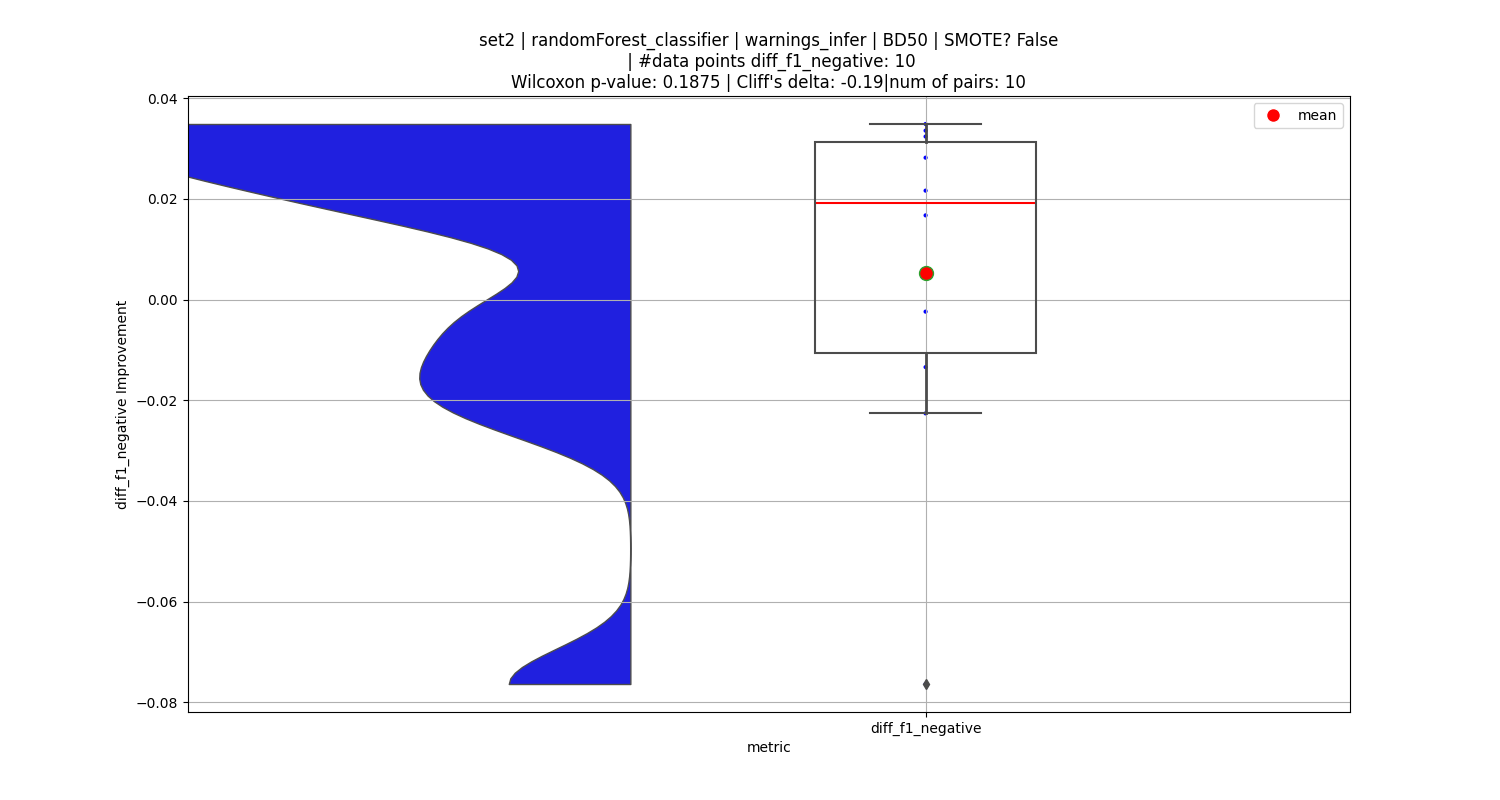 set2 | randomForest_classifier | warnings_infer | BD50 | SMOTE? False
| #data points diff_f1_negative: 10
Wilcoxon p-value: 0.1875 | Cliff's delta: -0.19|num of pairs: 10
mean
0.04
0.02
0.00
−0.02
−0.04
−0.06
−0.08
diff_f1_negative Improvement
diff_f1_negative
metric